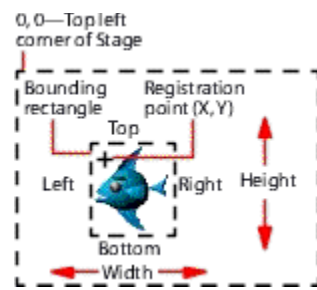 0, 0—Top left
corner of Stage
Bounding
rectangle
Registration
point (X, Y)
Top
Left
Right
Height
Bottom
Width